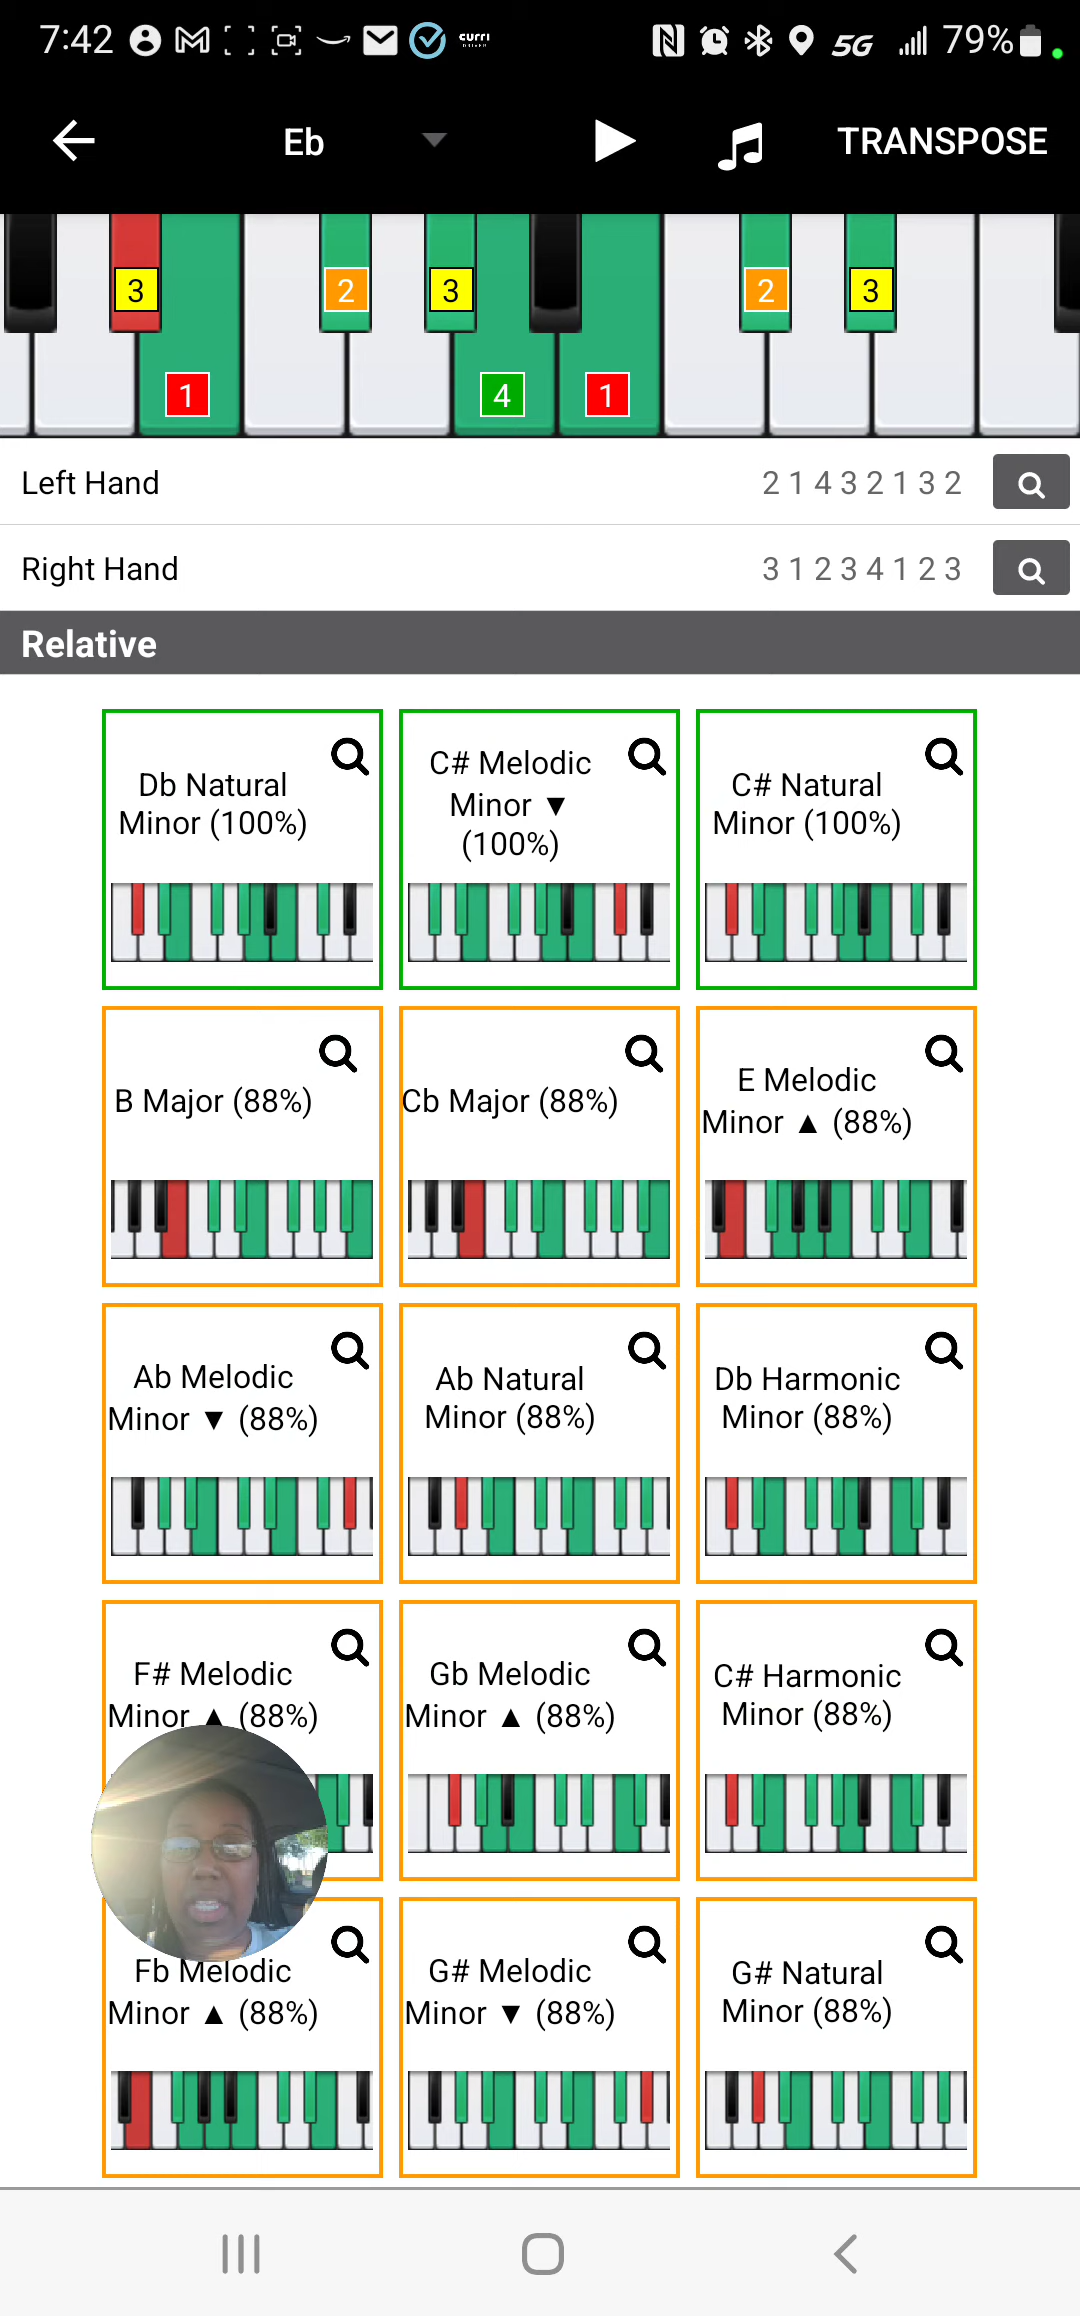 7:42
curri
79%
5G
Eb
TRANSPOSE
3
2
3
2
3
1
4
1
Left Hand
2 1 4 3 2 1 3 2
Right Hand
3 1 2 3 4 1 2 3
Relative
Db Natural
Minor (100%)
C# Melodic
Minor ▼
(100%)
C# Natural
Minor (100%)
B Major (88%)
Cb Major (88%)
E Melodic
Minor ▲ (88%)
Ab Melodic
Minor ▼ (88%)
Ab Natural
Minor (88%)
Db Harmonic
Minor (88%)
F# Melodic
Minor ▲ (88%)
Gb Melodic
Minor ▲ (88%)
C# Harmonic
Minor (88%)
Fb Melodic
Minor ▲ (88%)
G# Melodic
Minor ▼ (88%)
G# Natural
Minor (88%)